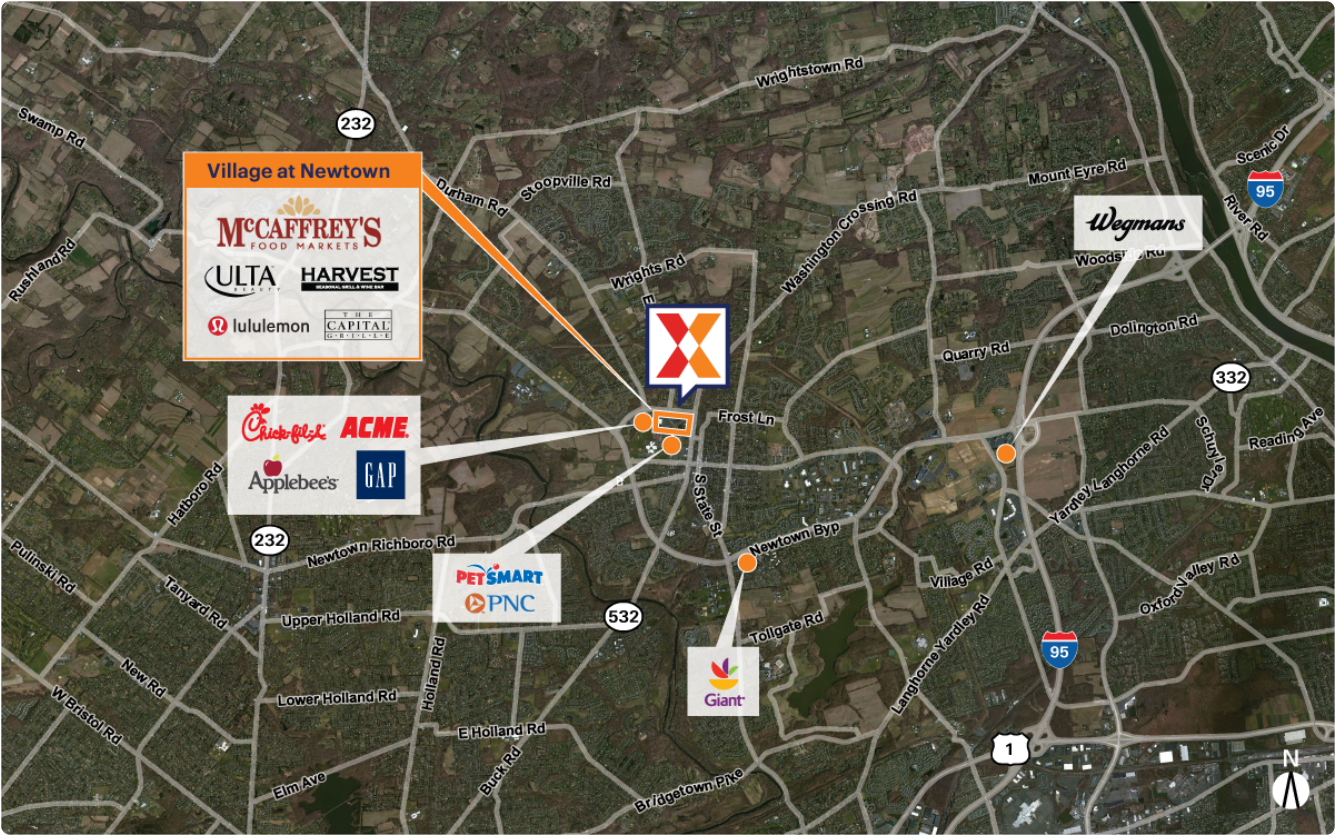 Wrightstown Rd
Swamp Rd
232
Scenic Dr
Village at Newtown
Mount Eyre Rd
95
Stoopville Rd
Durham Rd
McCAFFREY'S
FOOD MARKETS
Washington Crossing Rd
Wegmans
River Rd
Rushland Rd
ULTA
BEAUTY
HARVEST
SEASONAL GRILL & WINE BAR
Wrights Rd
E
lululemon
THE
CAPITAL
GRILLE
Dolington Rd
Quarry Rd
332
Chick-fil-A
ACME
Frost Ln
Applebee's
GAP
Reading Ave
Schuyler Dr
Yardley Langhorne Rd
Hatboro Rd
S State St
232
Newtown Richboro Rd
Newtown Byp
Pulinski Rd
Tanyard Rd
PETSMART
PNC
Village Rd
Oxford Valley Rd
Upper Holland Rd
532
Tollgate Rd
Langhorne Yardley Rd
95
New Rd
Holland Rd
Giant
Lower Holland Rd
W Bristol Rd
E Holland Rd
1
Buck Rd
Elm Ave
Bridgetown Pike
N